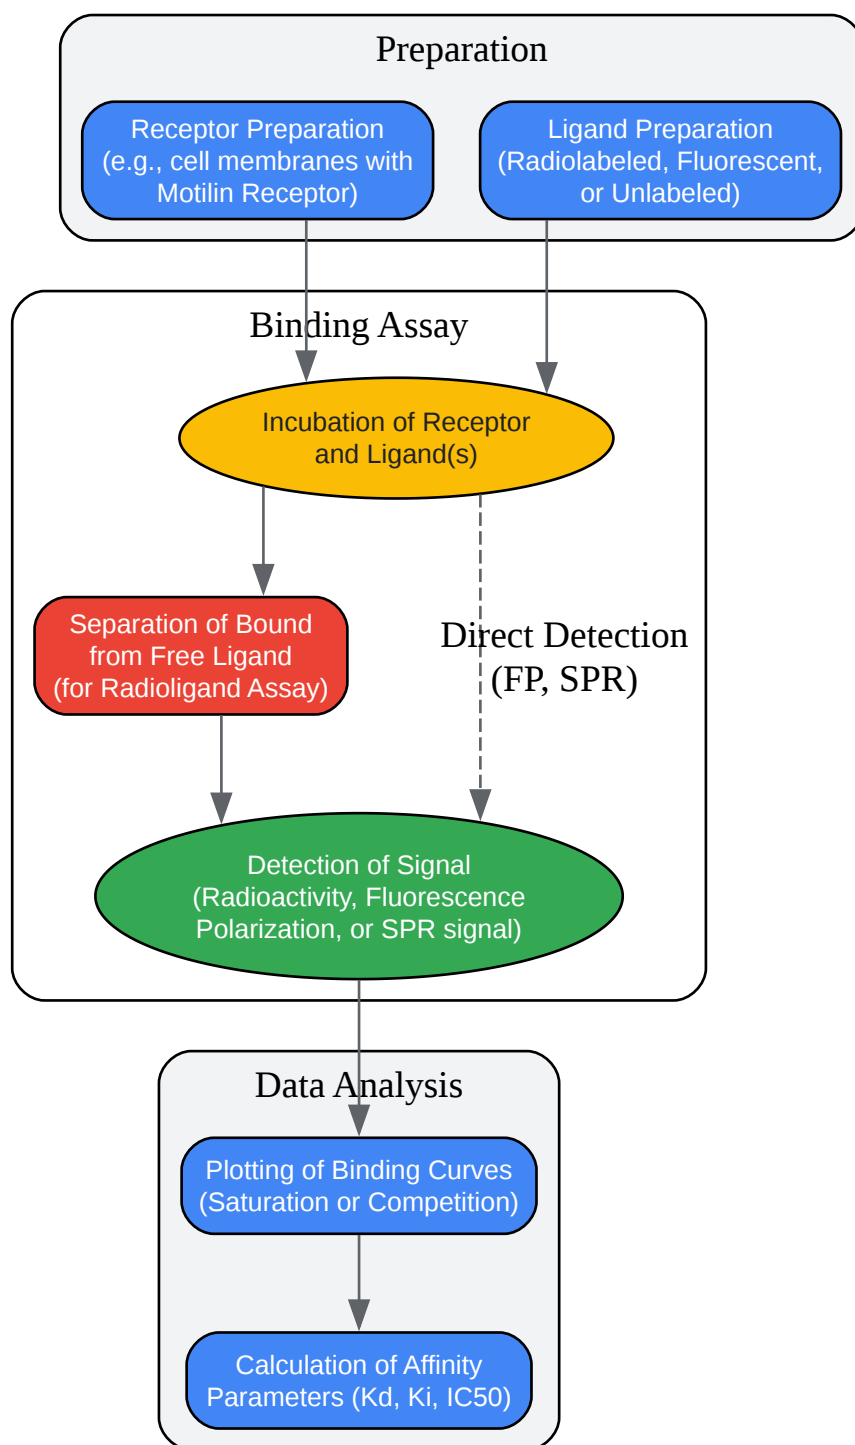 Preparation
Receptor Preparation
(e.g., cell membranes with
Motilin Receptor)
Ligand Preparation
(Radiolabeled, Fluorescent,
or Unlabeled)
Binding Assay
Incubation of Receptor
and Ligand(s)
Separation of Bound
from Free Ligand
(for Radioligand Assay)
Direct Detection
(FP, SPR)
Detection of Signal
(Radioactivity, Fluorescence
Polarization, or SPR signal)
Data Analysis
Plotting of Binding Curves
(Saturation or Competition)
Calculation of Affinity
Parameters (Kd, Ki, IC50)